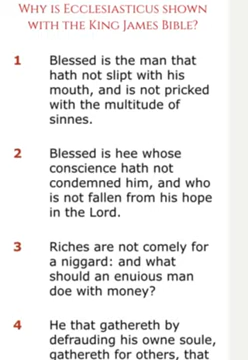 WHY IS ECCLESIASTICUS SHOWN
WITH THE KING JAMES BIBLE?
1 Blessed is the man that
hath not slipt with his
mouth, and is not pricked
with the multitude of
sinnes.
2 Blessed is hee whose
conscience hath not
condemned him, and who
is not fallen from his hope
in the Lord.
3 Riches are not comely for
a niggard: and what
should an enuious man
doe with money?
4 He that gathereth by
defrauding his owne soule,
gathereth for others, that